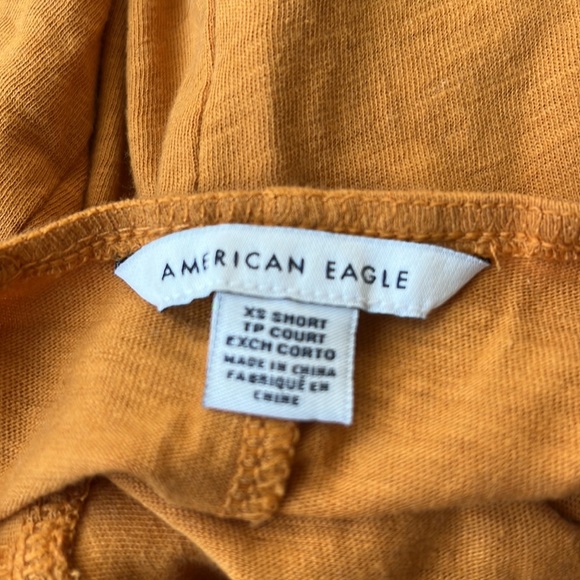 AMERICAN EAGLE
XS SHORT
TP COURT
EXCH CORTO
MADE IN CHINA
FABRIQUÉ EN
CHINE